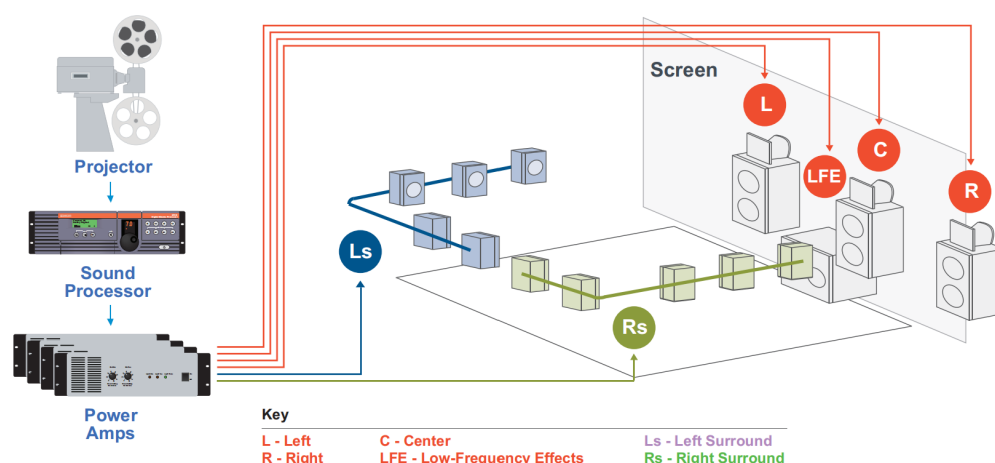 Screen
L
C
LFE
R
Projector
Ls
Sound
Processor
Rs
Power
Amps
Key
L - Left
C - Center
Ls - Left Surround
R - Right
LFE - Low-Frequency Effects
Rs - Right Surround